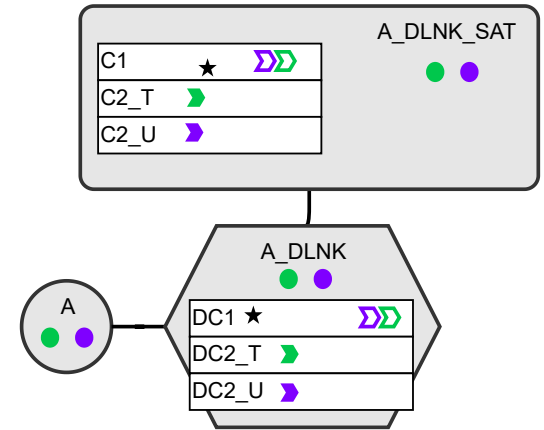 A_DLNK_SAT
C1
C2_T
C2_U
A_DLNK
A
DC1
DC2_T
DC2_U